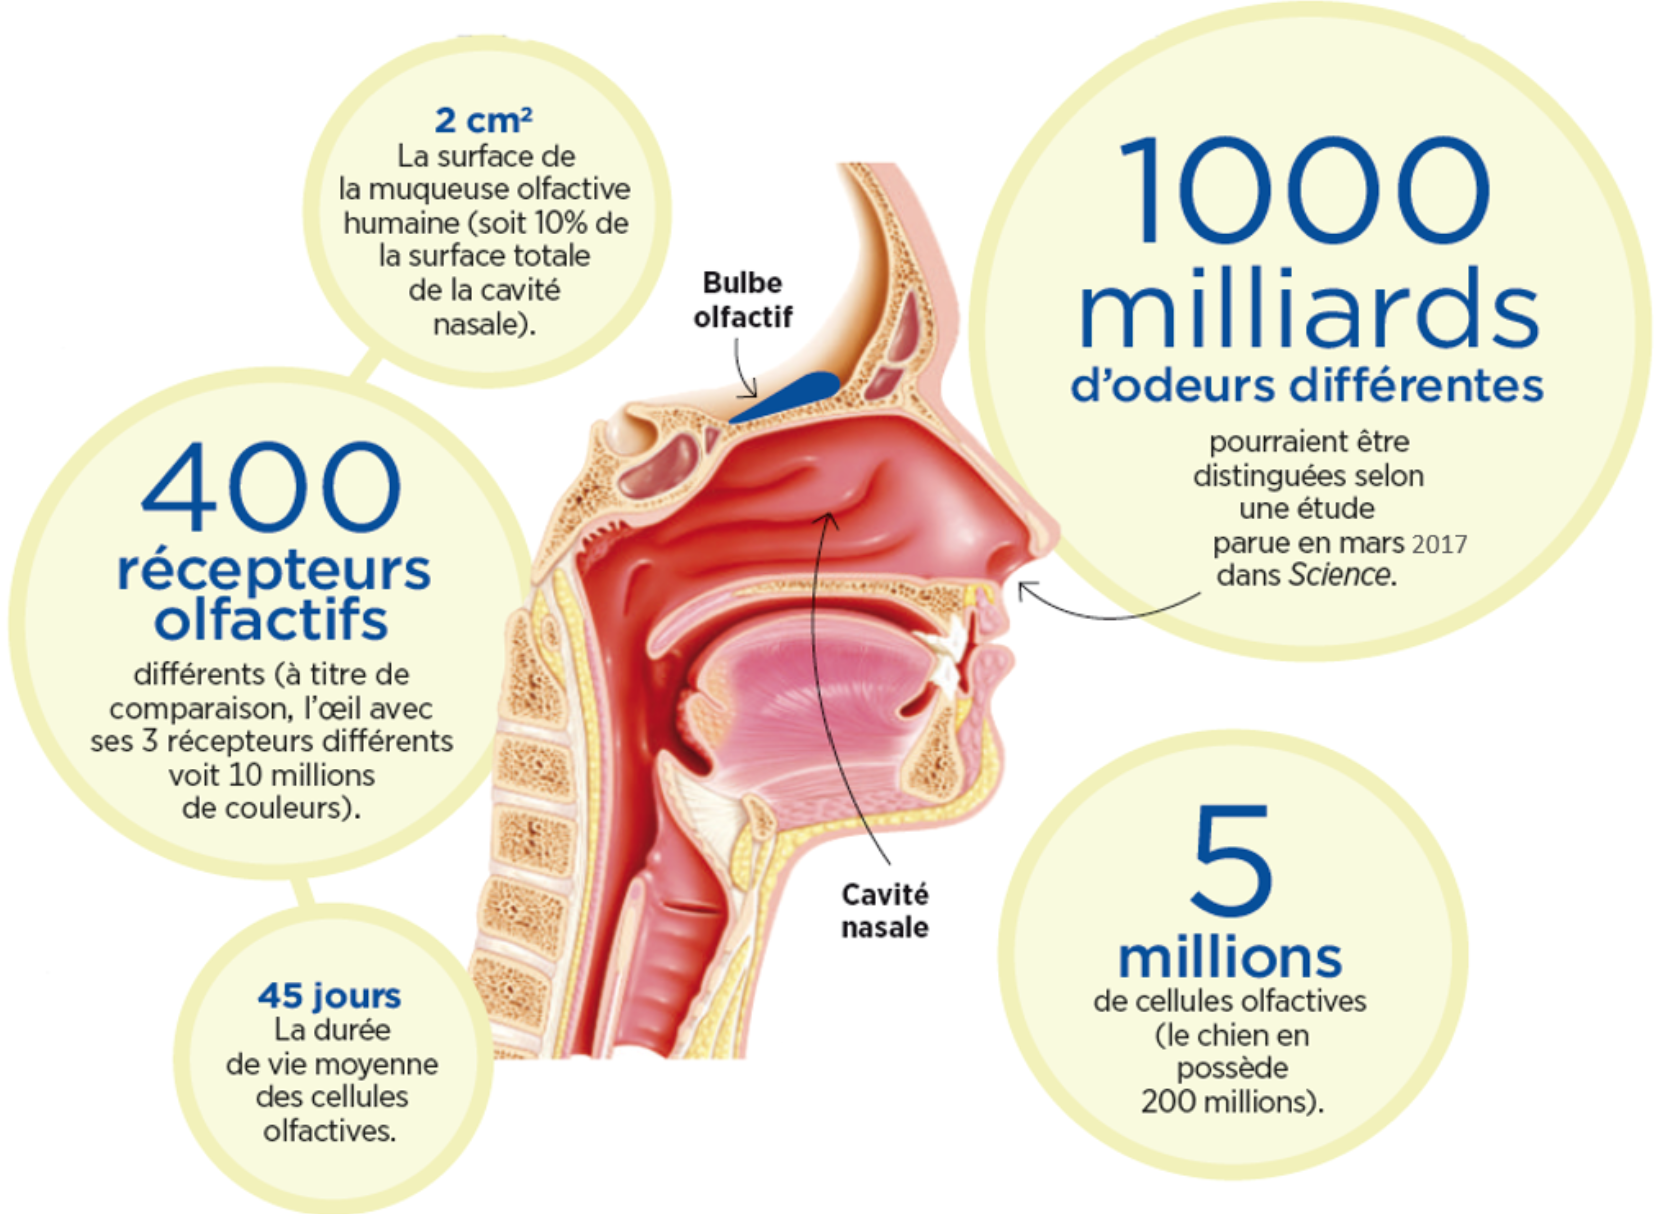 2 cm²
La surface de
la muqueuse olfactive
humaine (soit 10% de
la surface totale
de la cavité
nasale).
Bulbe
olfactif
1000
milliards
d'odeurs différentes
pourraient être
distinguées selon
une étude
parue en mars 2017
dans Science.
400
récepteurs
olfactifs
différents (à titre de
comparaison, l'œil avec
ses 3 récepteurs différents
voit 10 millions
de couleurs).
Cavité
nasale
5
millions
de cellules olfactives
(le chien en
possède
200 millions).
45 jours
La durée
de vie moyenne
des cellules
olfactives.